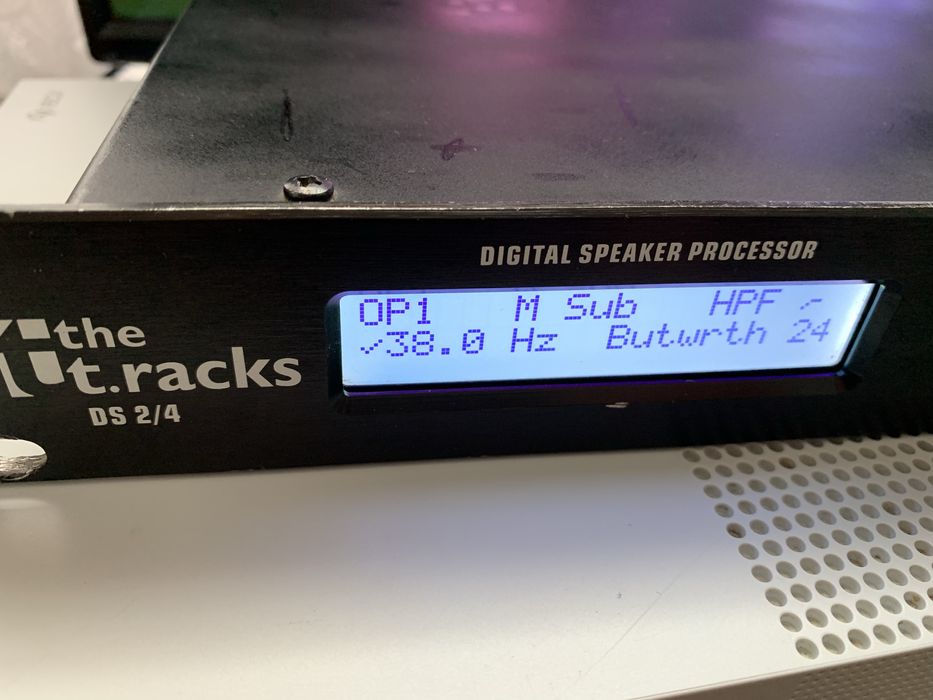 DIGITAL SPEAKER PROCESSOR
OP1 M Sub HPF
38.0 Hz Butwrth 24
the
t.racks
DS 2/4